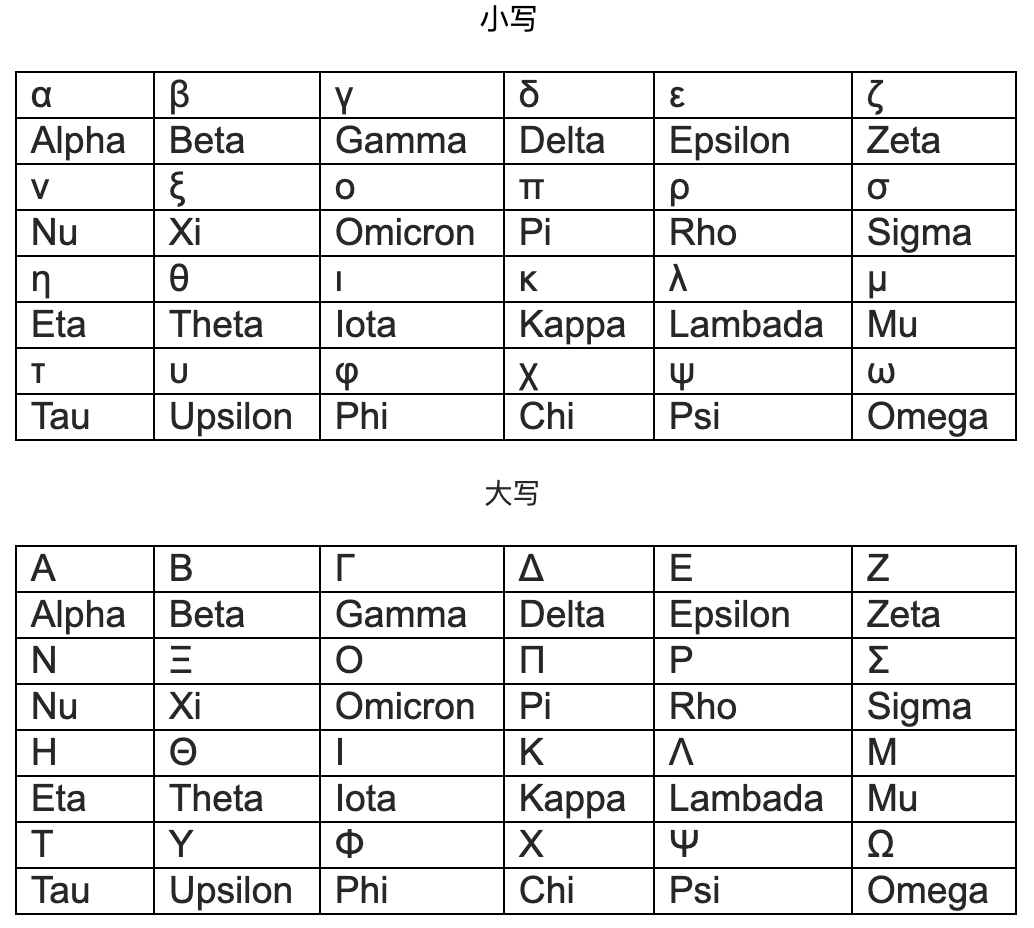 小写
α β γ δ ε ζ
Alpha Beta Gamma Delta Epsilon Zeta
ν ξ ο π ρ σ
Nu Xi Omicron Pi Rho Sigma
η θ ι κ λ μ
Eta Theta Iota Kappa Lambada Mu
τ υ φ χ ψ ω
Tau Upsilon Phi Chi Psi Omega
大写
Α Β Γ Δ Ε Ζ
Alpha Beta Gamma Delta Epsilon Zeta
Ν Ξ Ο Π Ρ Σ
Nu Xi Omicron Pi Rho Sigma
Η Θ Ι Κ Λ Μ
Eta Theta Iota Kappa Lambada Mu
Τ Υ Φ Χ Ψ Ω
Tau Upsilon Phi Chi Psi Omega